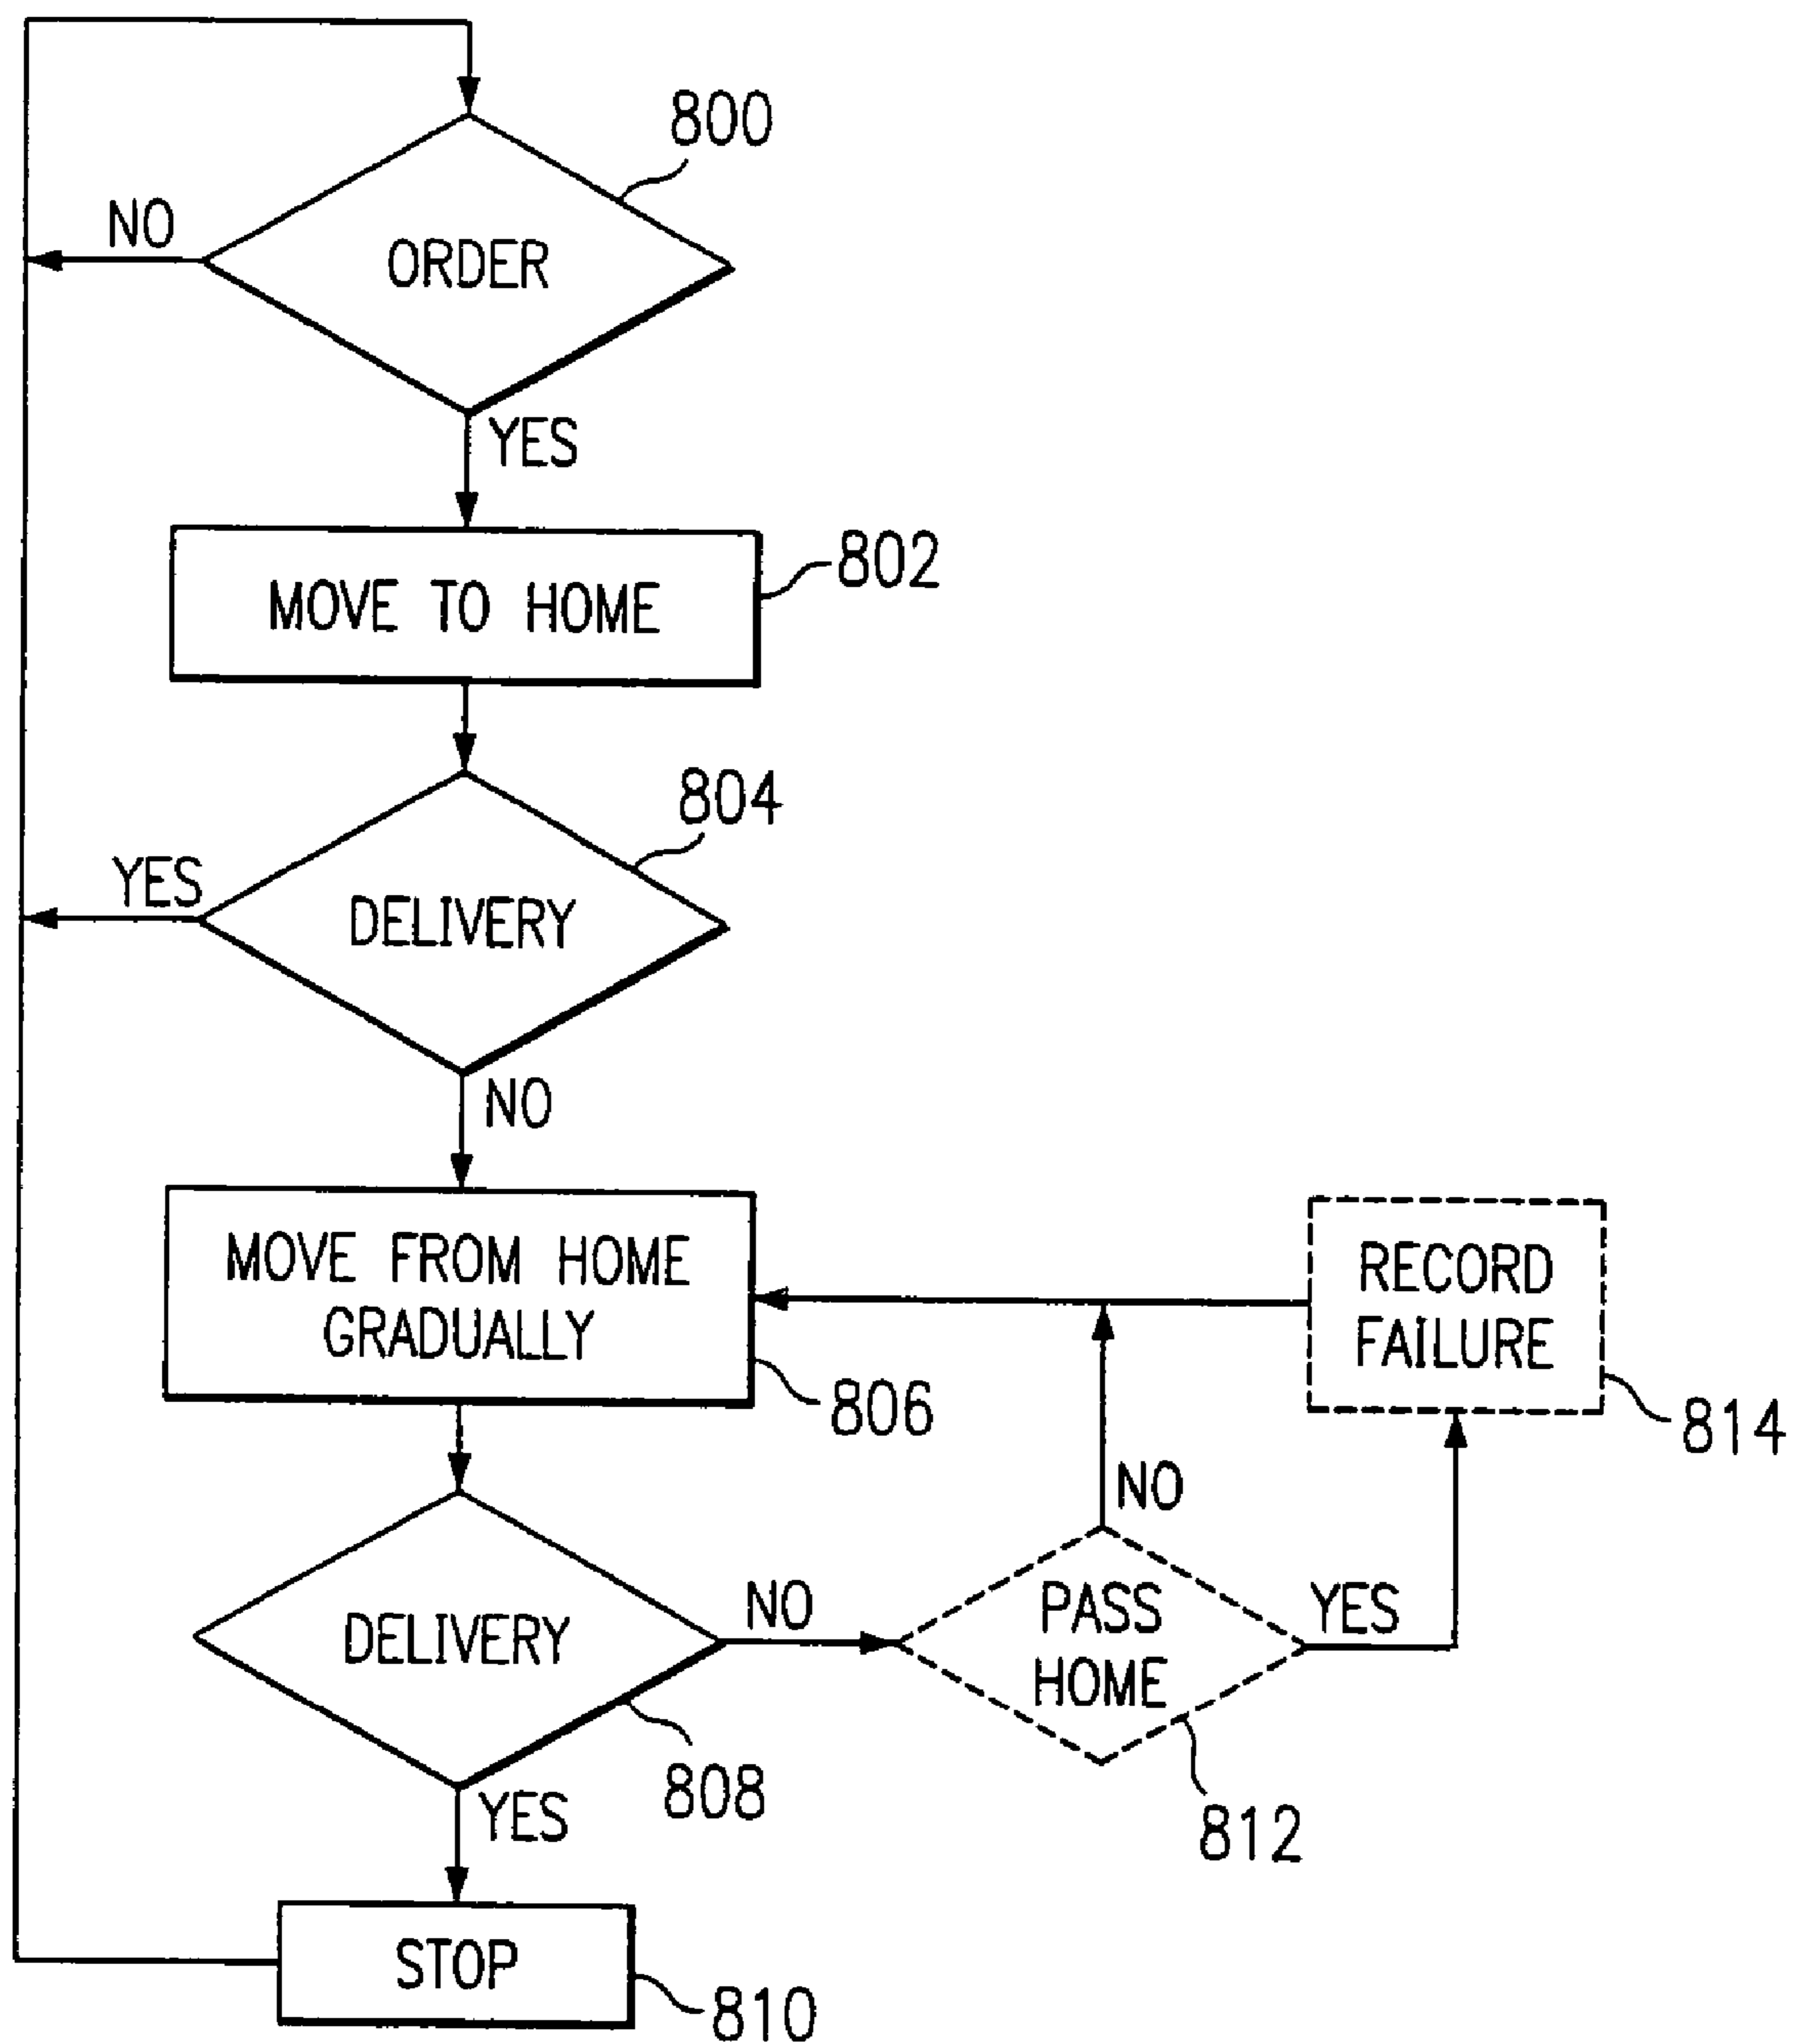 800
NO
ORDER
YES
802
MOVE TO HOME
804
YES
DELIVERY
NO
MOVE FROM HOME
GRADUALLY
806
RECORD
FAILURE
814
NO
DELIVERY
NO
PASS
HOME
YES
808
812
YES
STOP
810